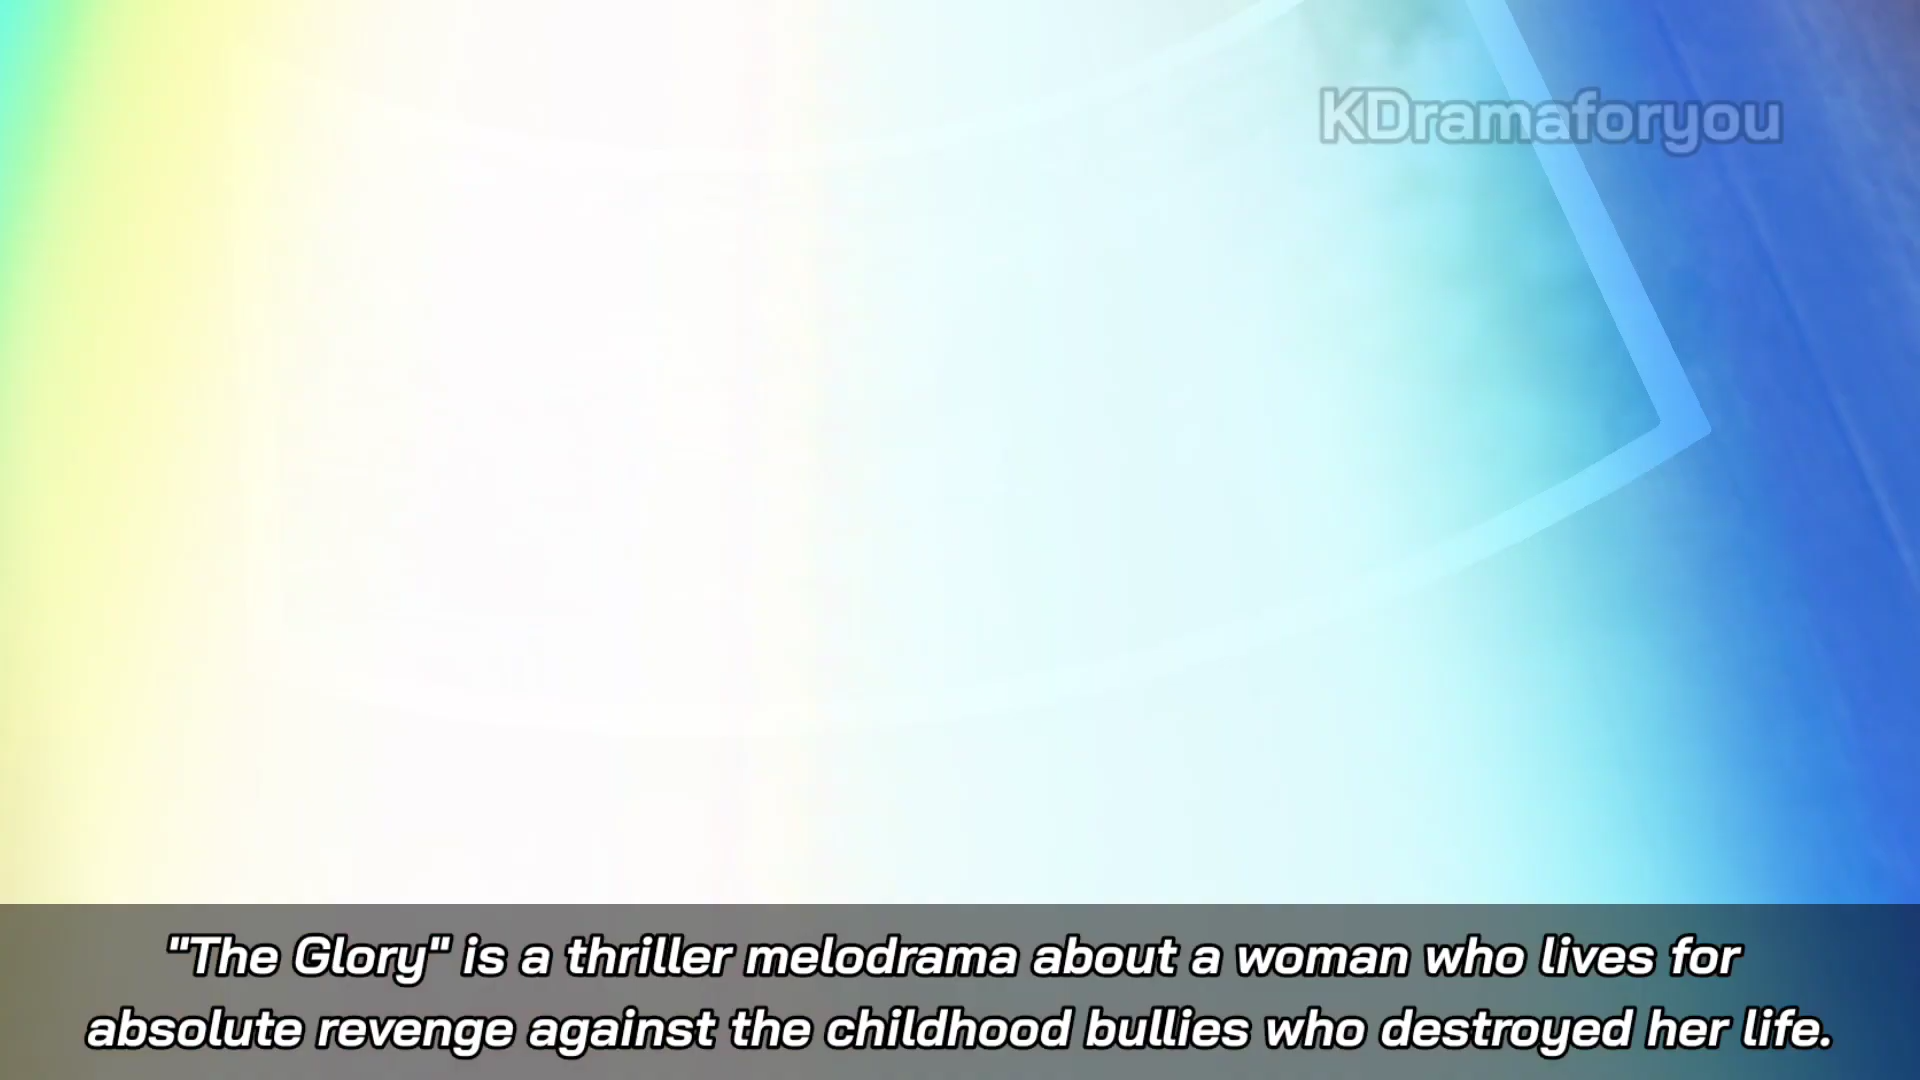 KDramaforyou
"The Glory" is a thriller melodrama about a woman who lives for
absolute revenge against the childhood bullies who destroyed her life.